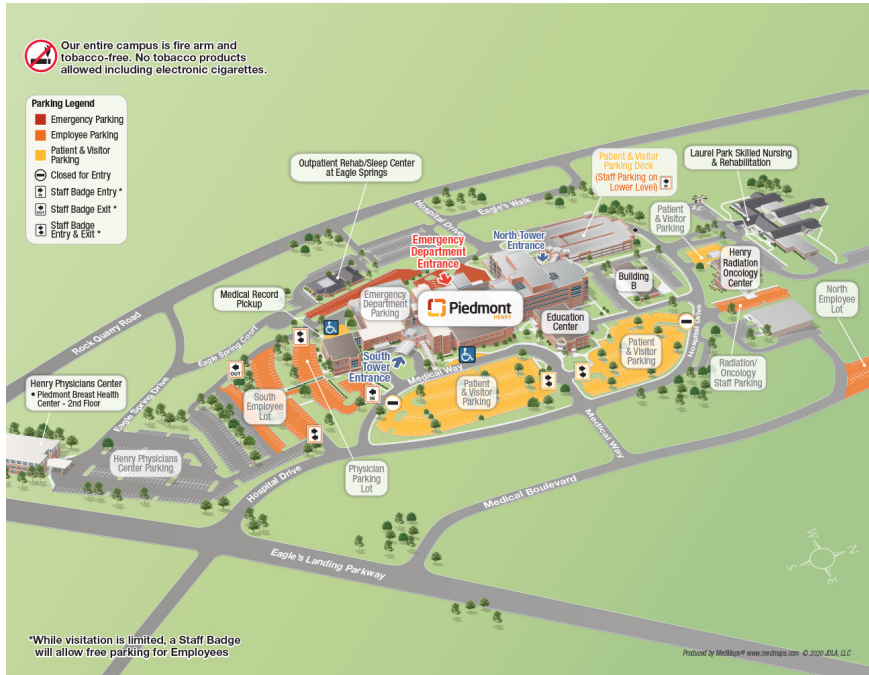 Our entire campus is fire arm and
tobacco-free. No tobacco products
allowed including electronic cigarettes.
Parking Legend
Emergency Parking
Employee Parking
Patient & Visitor
Parking
Closed for Entry
IN
Staff Badge Entry *
OUT
Staff Badge Exit *
Staff Badge
Entry & Exit *
Outpatient Rehab/Sleep Center
at Eagle Springs
Patient & Visitor
Parking Deck
(Staff Parking on
Lower Level)
IN
Laurel Park Skilled Nursing
& Rehabilitation
Hospital Drive
Eagle's Walk
Patient
& Visitor
Parking
Emergency
Department
Entrance
North Tower
Entrance
Henry
Radiation
Oncology
Center
Building
B
North
Employee
Lot
Medical Record
Pickup
Emergency
Department
Parking
Piedmont
HENRY
Education
Center
Rock Quarry Road
Eagle Spring Court
Hospital Drive
Patient
& Visitor
Parking
Radiation/
Oncology
Staff Parking
South
Tower
Entrance
Medical Way
OUT
IN
Patient
& Visitor
Parking
South
Employee
Lot
Henry Physicians Center
• Piedmont Breast Health
Center - 2nd Floor
Eagle Spring Drive
Medical Way
Henry Physicians
Center Parking
Physician
Parking
Lot
Hospital Drive
Medical Boulevard
Eagle's Landing Parkway
W
N
S
E
*While visitation is limited, a Staff Badge
will allow free parking for Employees
Produced by MedMaps® www.medmaps.com © 2020 JDLA, LLC